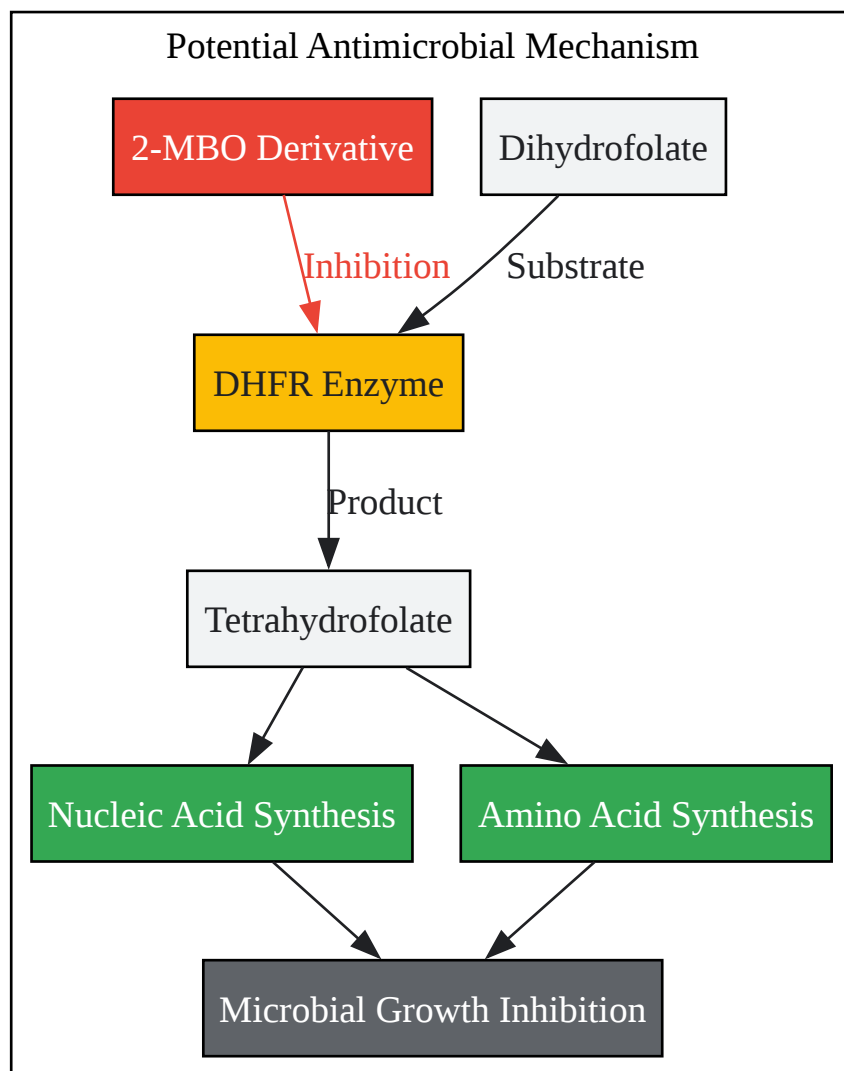 Potential Antimicrobial Mechanism
2-MBO Derivative
Dihydrofolate
Inhibition
Substrate
DHFR Enzyme
Product
Tetrahydrofolate
Nucleic Acid Synthesis
Amino Acid Synthesis
Microbial Growth Inhibition